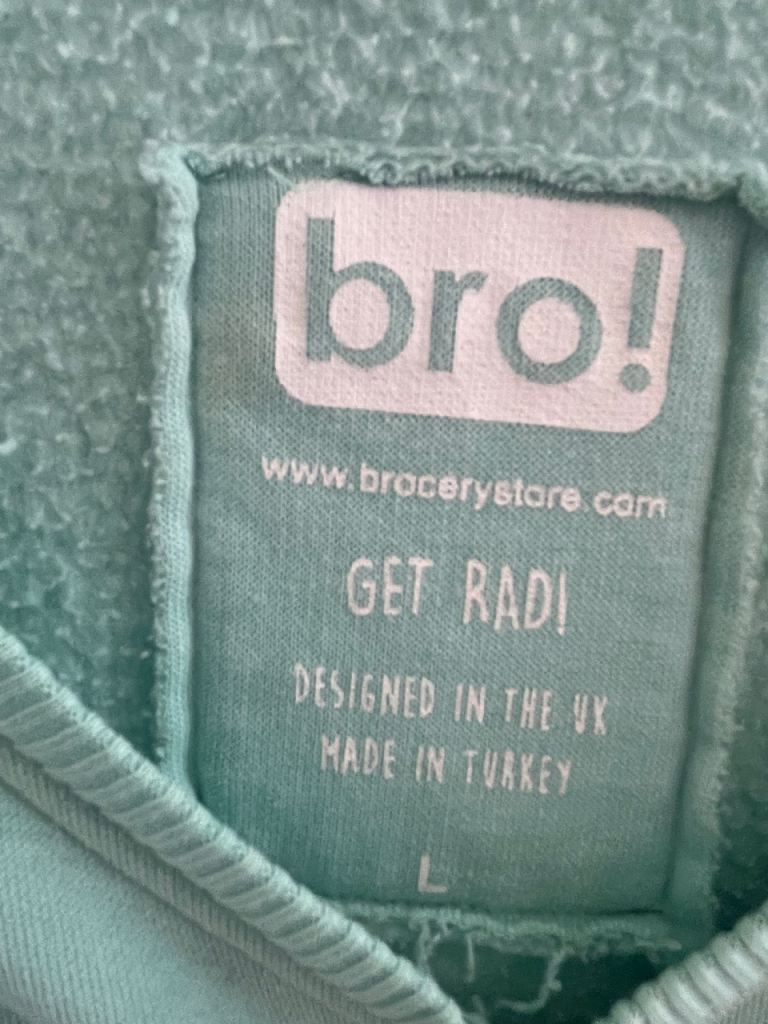 bro!
www.brocerystore.com
GET RAD!
DESIGNED IN THE UK
MADE IN TURKEY
L